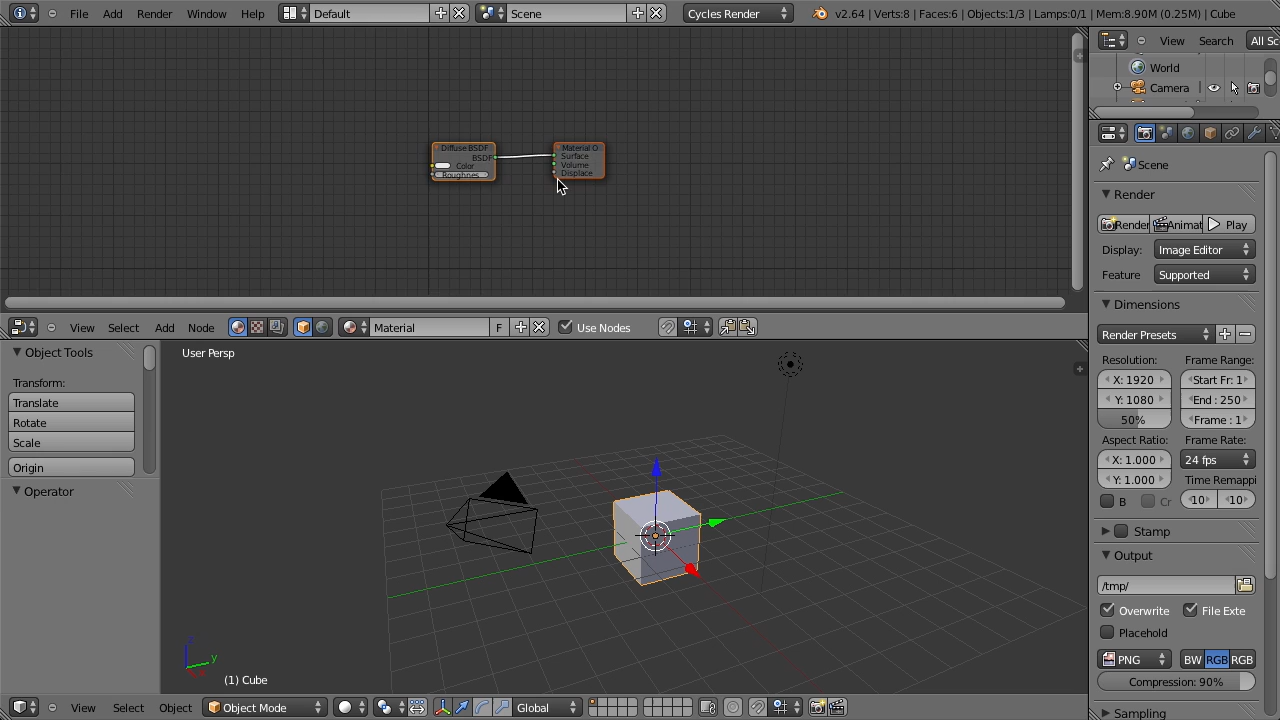 File Add Render Window Help Default Scene Cycles Render v2.64 | Verts:8 | Faces:6 | Objects:1/3 | Lamps:0/1 | Mem:8.90M (0.25M) | Cube
View Search All Sc
World
Camera
Diffuse BSDF
BSDF
Color
Roughnes
Material O
Surface
Volume
Displace
View Select Add Node Material F Use Nodes
Object Tools
Transform:
Translate
Rotate
Scale
Origin
Operator
User Persp
z
y
(1) Cube
View Select Object Object Mode Global
Scene
Render
Render Animat Play
Display: Image Editor
Feature Supported
Dimensions
Render Presets
Resolution: Frame Range:
X: 1920 Start Fr: 1
Y: 1080 End : 250
50% Frame : 1
Aspect Ratio: Frame Rate:
X: 1.000 24 fps
Y: 1.000 Time Remappi
B Cr 10 10
Stamp
Output
/tmp/
Overwrite File Exte
Placehold
PNG BW RGB RGB
Compression: 90%
Sampling